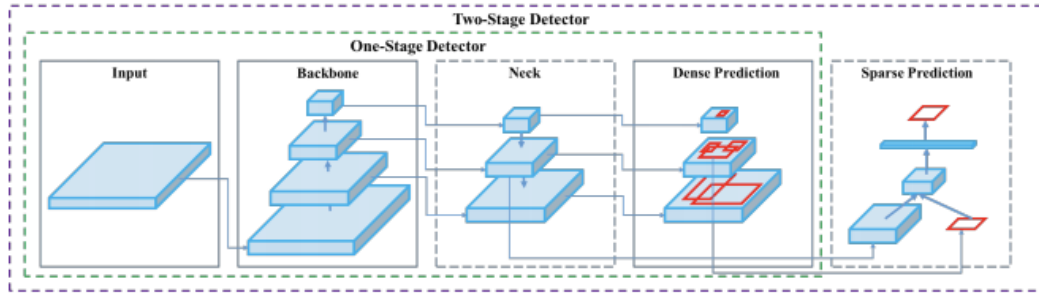 Two-Stage Detector
One-Stage Detector
Input
Backbone
Neck
Dense Prediction
Sparse Prediction